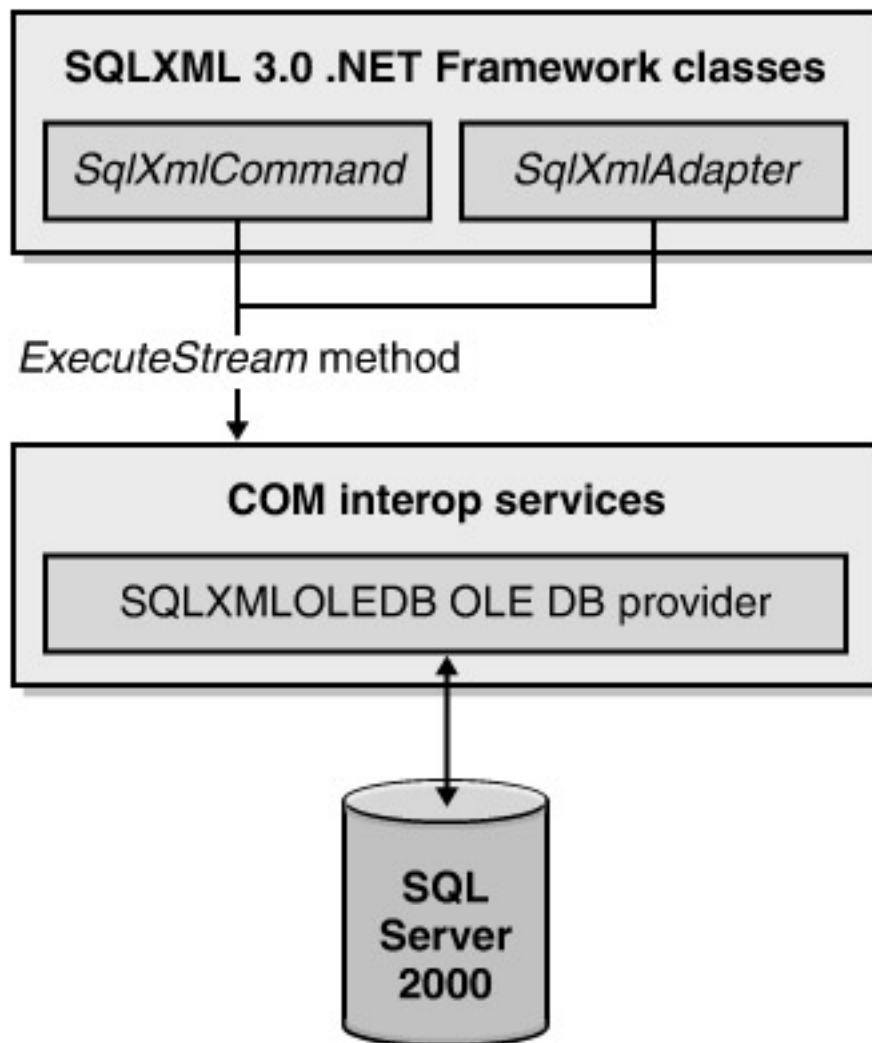 SQLXML 3.0 .NET Framework classes
SqlXmlCommand
SqlXmlAdapter
ExecuteStream method
COM interop services
SQLXMLOLEDB OLE DB provider
SQL
Server
2000